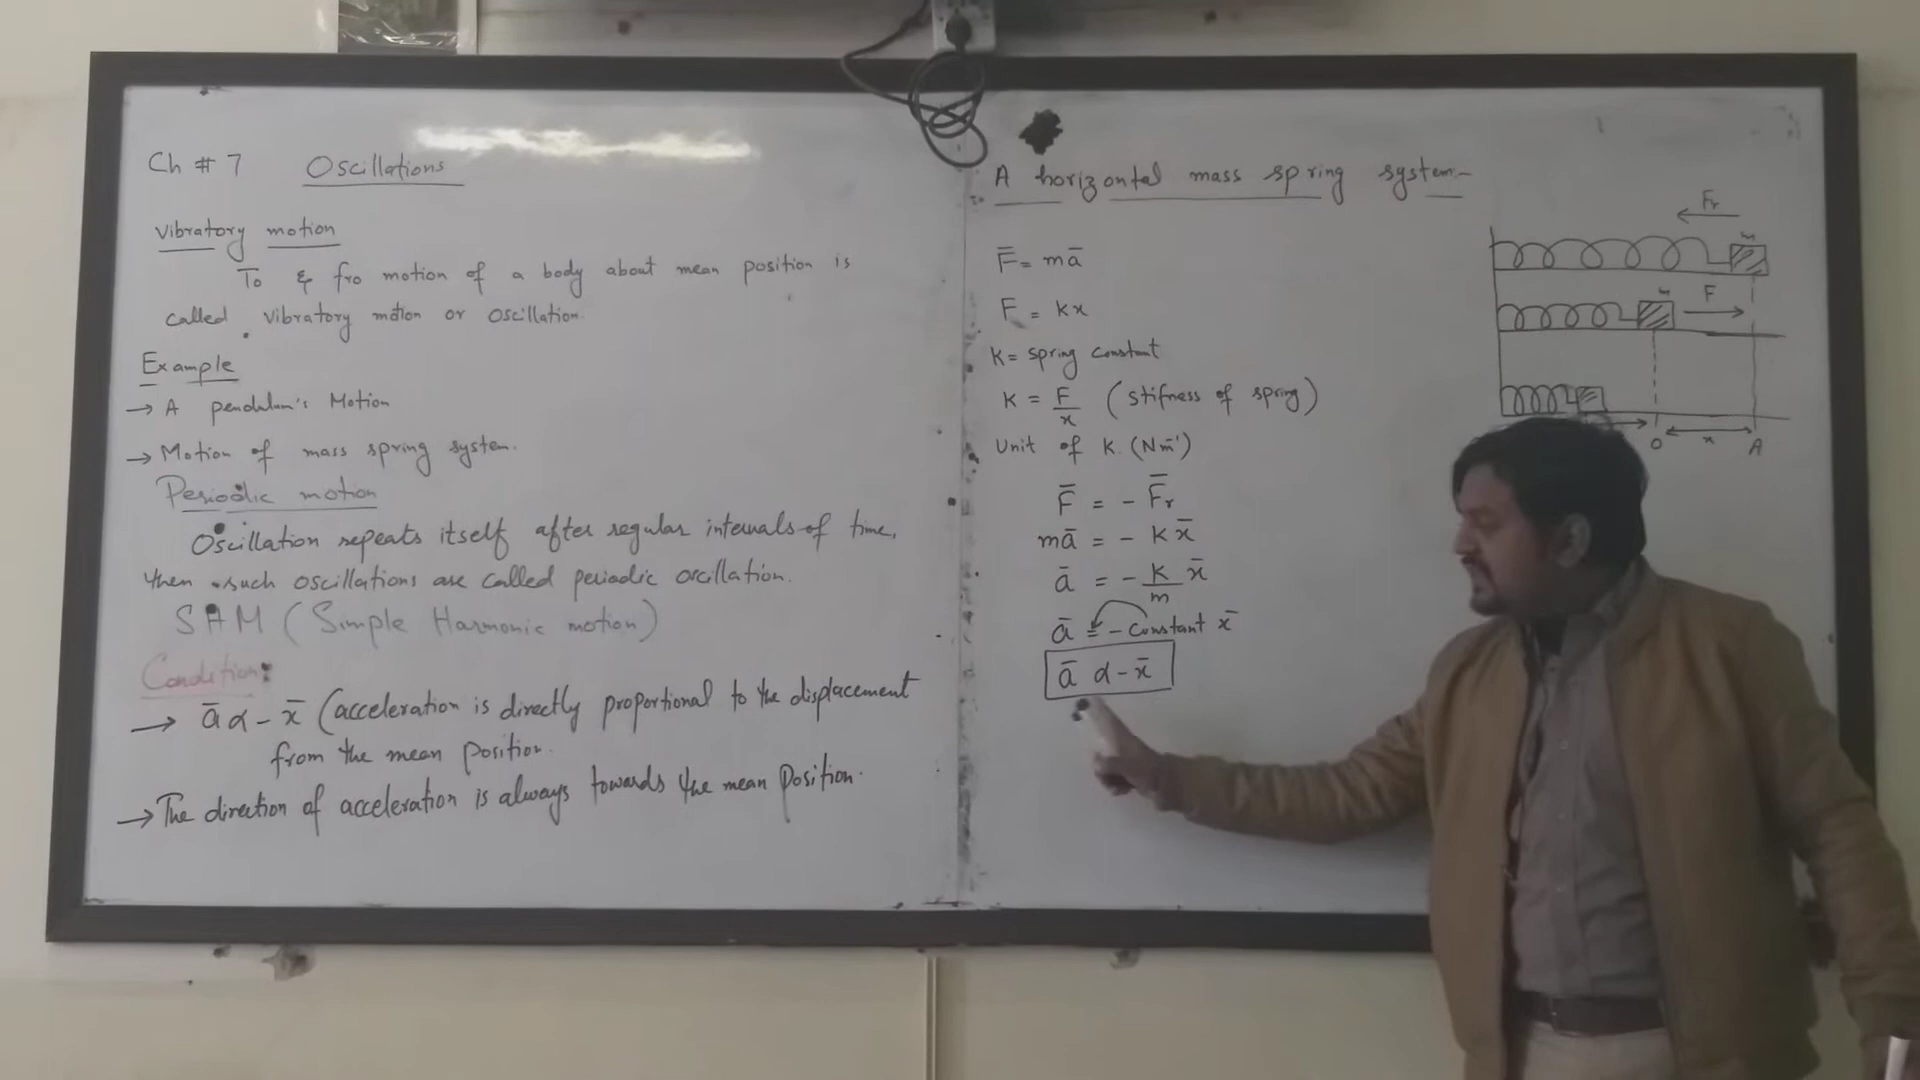 Ch # 7 Oscillations
Vibratory motion
To & fro motion of a body about mean position is
called vibratory motion or oscillation.
Example
→ A pendulum's Motion
→ Motion of mass spring system.
Periodic motion
Oscillation repeats itself after regular intervals of time,
then such oscillations are called periodic oscillation.
SHM (Simple Harmonic motion)
Condition:
→ a̅ α - x̅ (acceleration is directly proportional to the displacement
from the mean position.
→ The direction of acceleration is always towards the mean position.
A horizontal mass spring system
F̅ = ma̅
F = kx
K = spring constant
K = F/x (stifness of spring)
Unit of K. (Nm⁻¹)
F̅ = - F̅r
ma̅ = - K x̅
a̅ = - K/m x̅
a̅ = - constant x̅
a̅ α - x̅
Fr
F
O x A